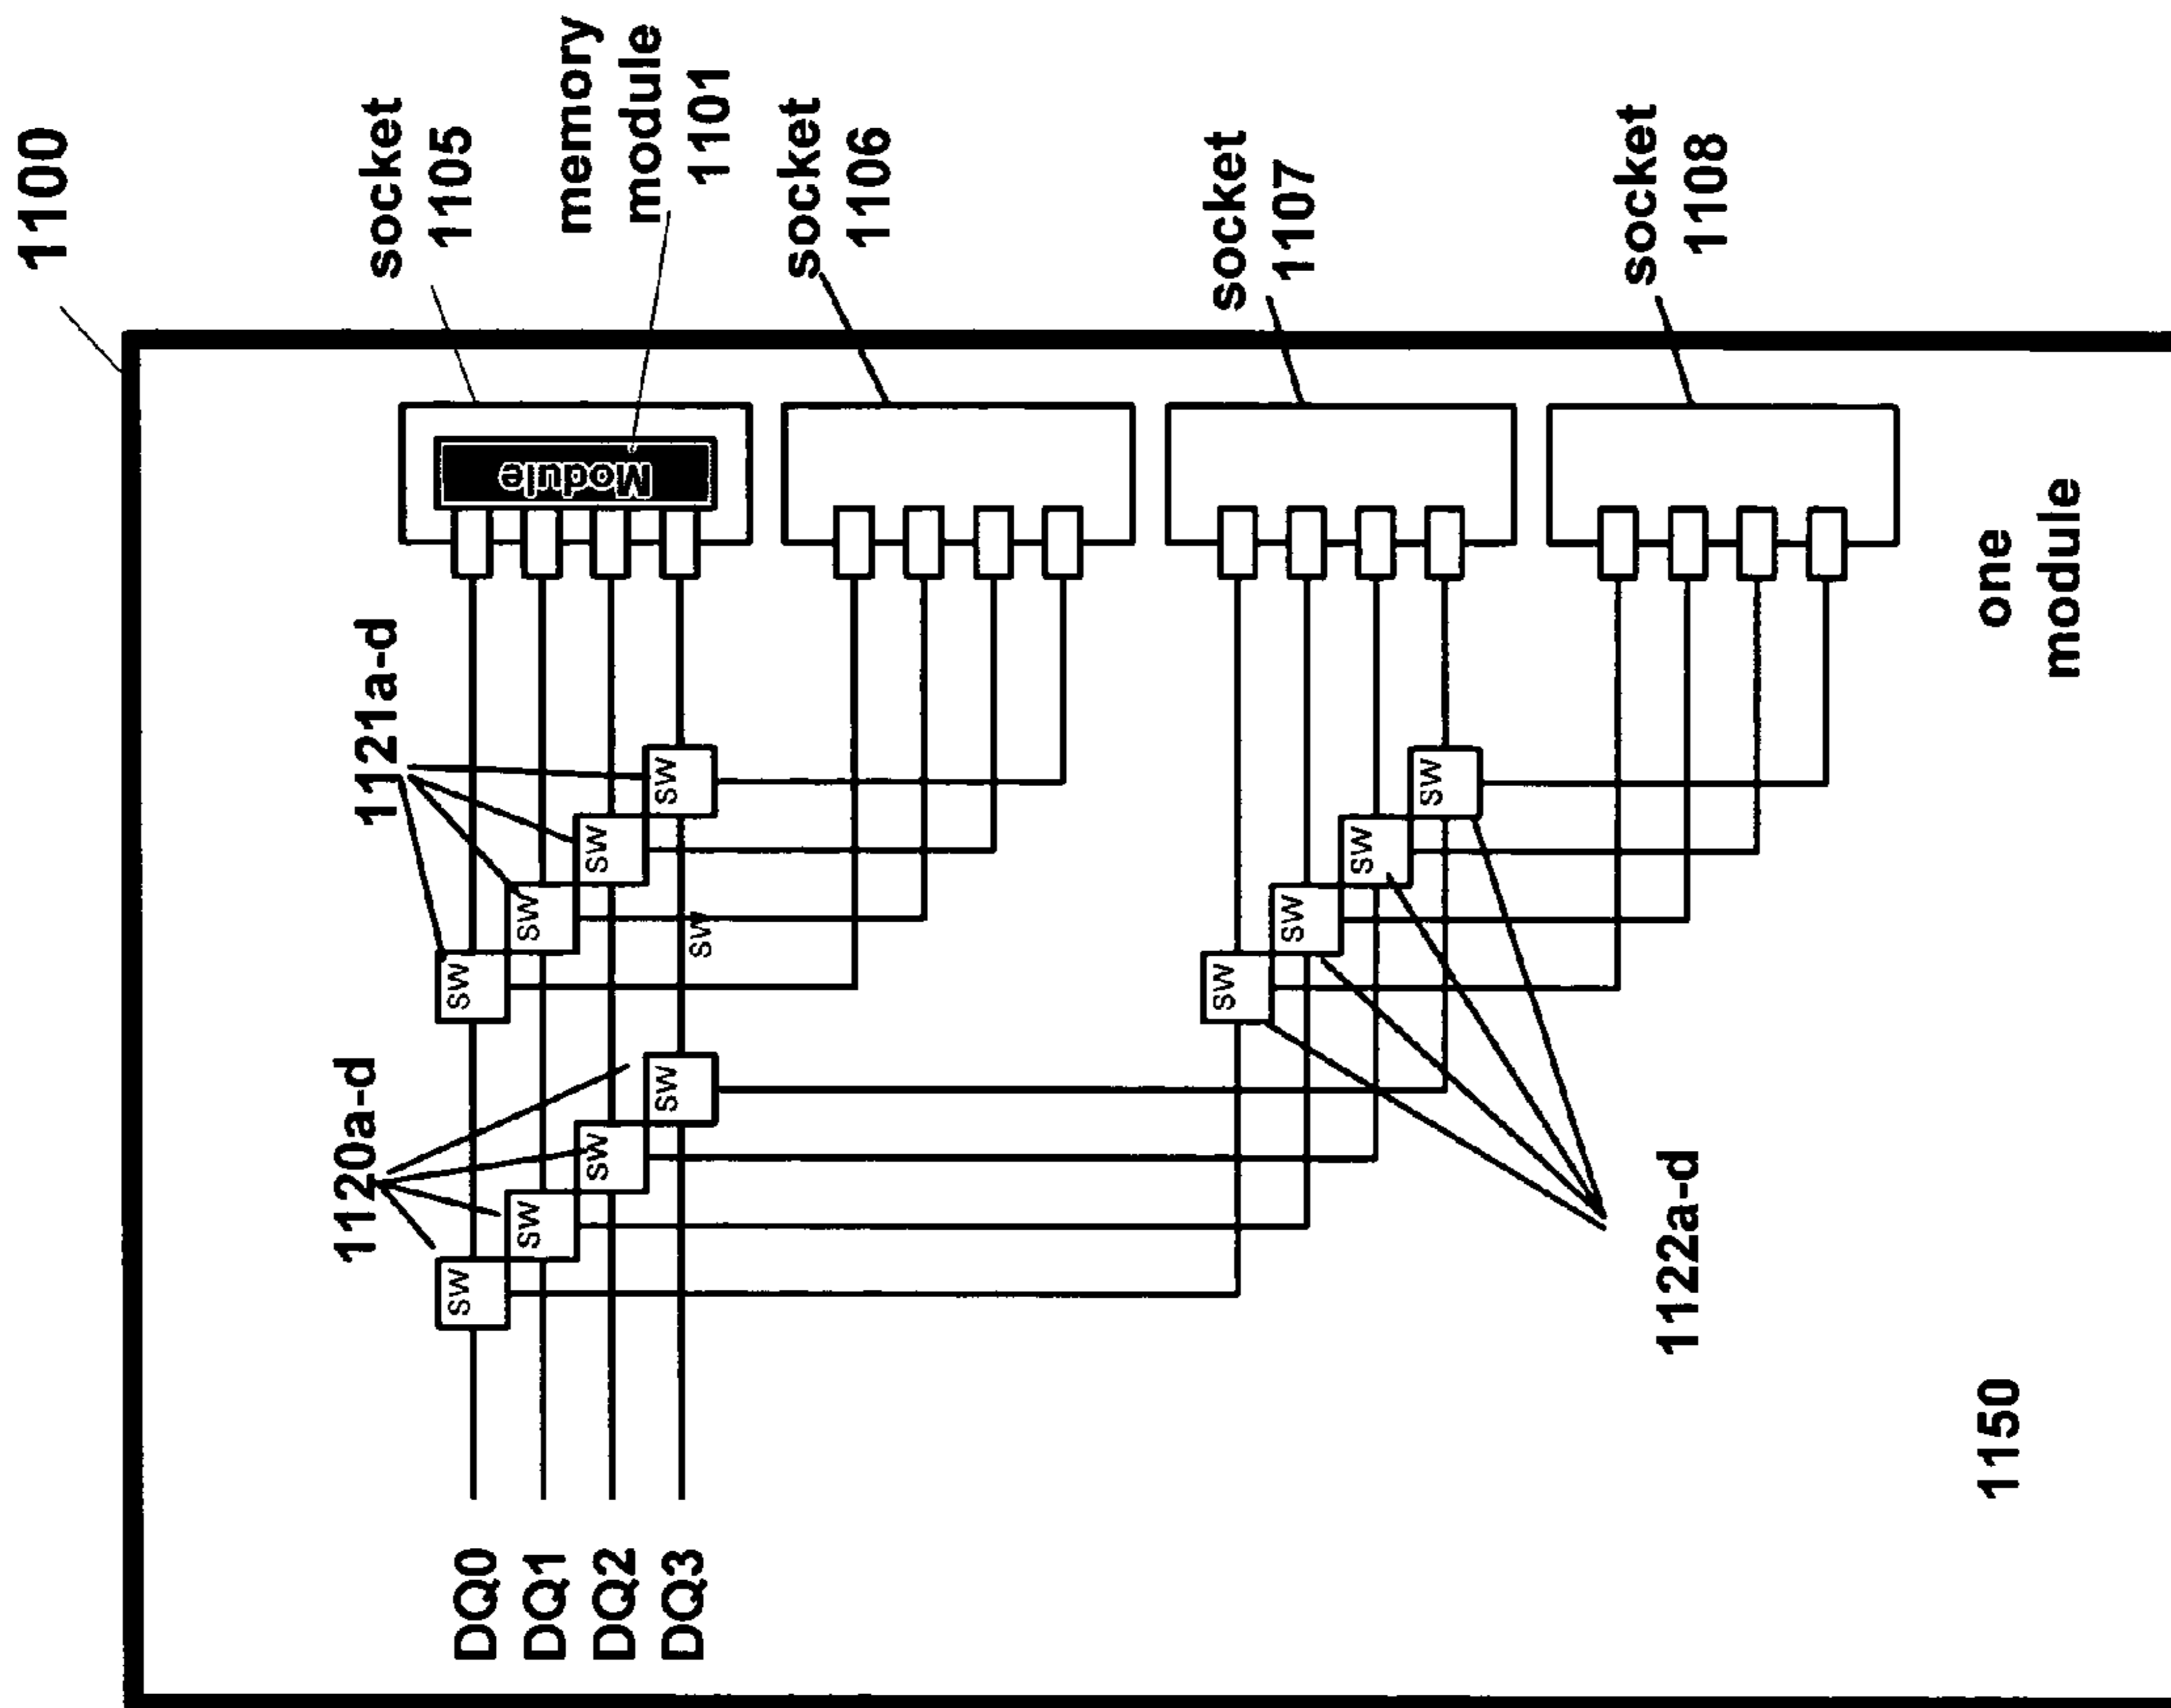 1100
socket
1105
memory
module
1101
socket
1106
socket
1107
socket
1108
Module
1121a-d
SW
SW
SW
SW
SW
1120a-d
SW
SW
SW
SW
SW
SW
SW
SW
1122a-d
DQ0
DQ1
DQ2
DQ3
one
module
1150